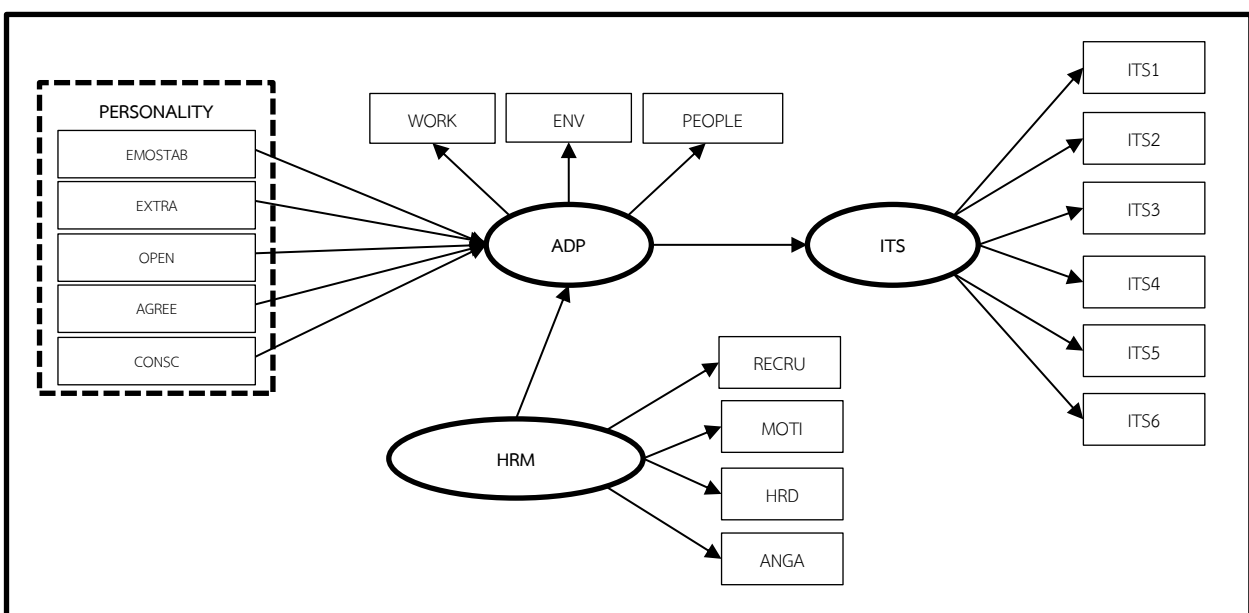 PERSONALITY
EMOSTAB
EXTRA
OPEN
AGREE
CONSC
WORK
ENV
PEOPLE
ADP
ITS
HRM
RECRU
MOTI
HRD
ANGA
ITS1
ITS2
ITS3
ITS4
ITS5
ITS6